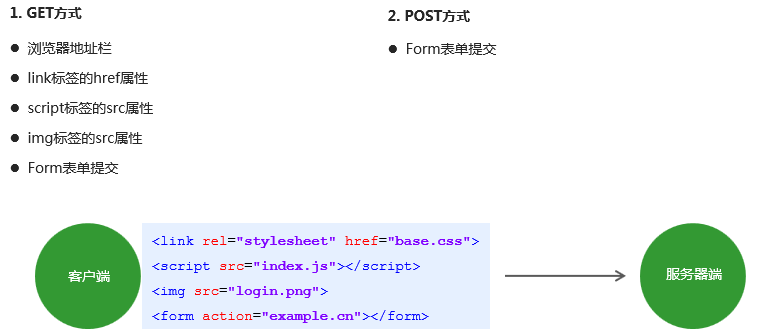 1. GET方式
● 浏览器地址栏
● link标签的href属性
● script标签的src属性
● img标签的src属性
● Form表单提交
2. POST方式
● Form表单提交
客户端
<link rel="stylesheet" href="base.css">
<script src="index.js"></script>
<img src="login.png">
<form action="example.cn"></form>
服务器端